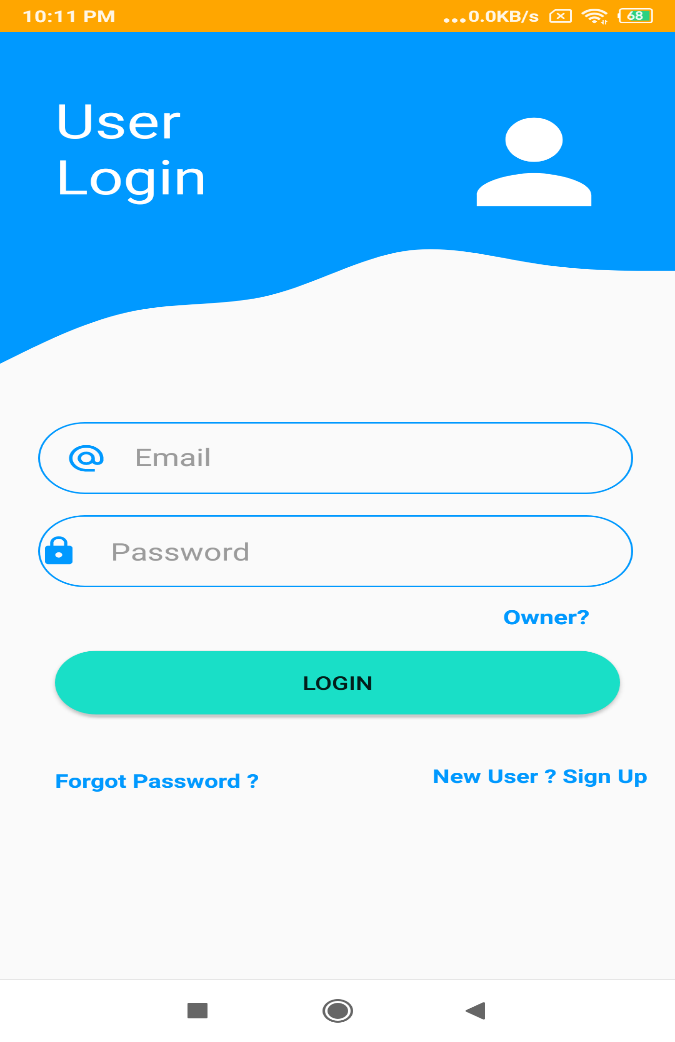 10:11 PM
...0.0KB/s
68
User
Login
Email
Password
Owner?
LOGIN
Forgot Password ?
New User ? Sign Up